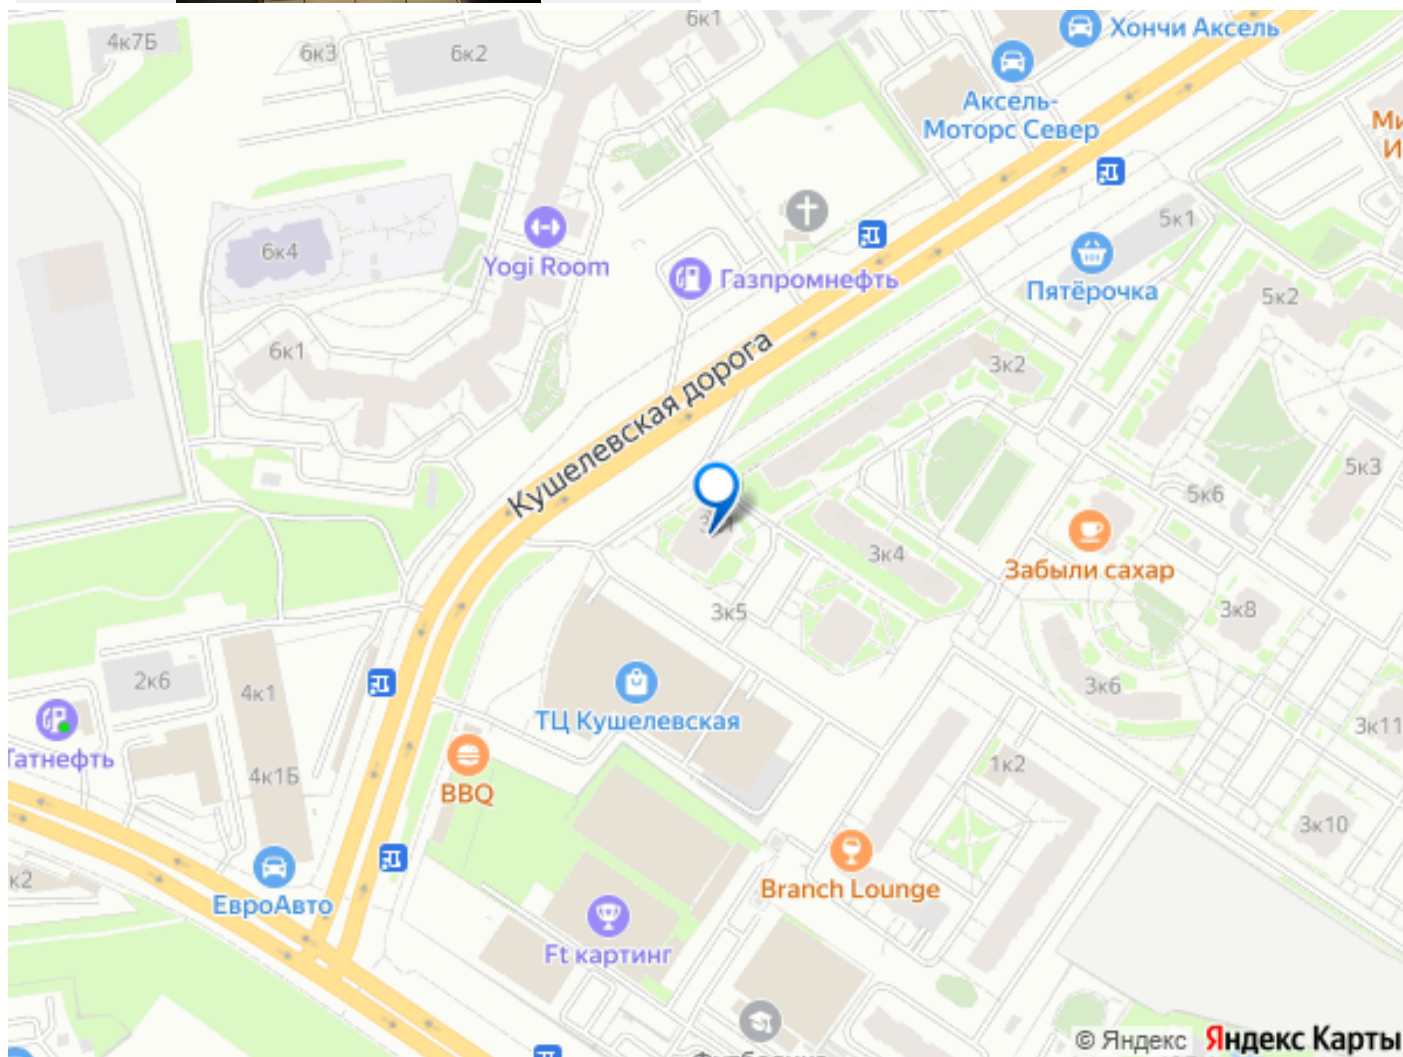 6к1
4к7Б
6к3
6к2
Хончи Аксель
Аксель-
Моторс Север
5к1
6к4
Yogi Room
Газпромнефть
Пятёрочка
5к2
6к1
Кушелевская дорога
3к2
5к3
5к6
3к4
Забыли сахар
3к5
3к8
2к6
4к1
3к6
ТЦ Кушелевская
3к11
Татнефть
4к1Б
BBQ
1к2
3к10
к2
ЕвроАвто
Branch Lounge
Ft картинг
© Яндекс Яндекс Карты